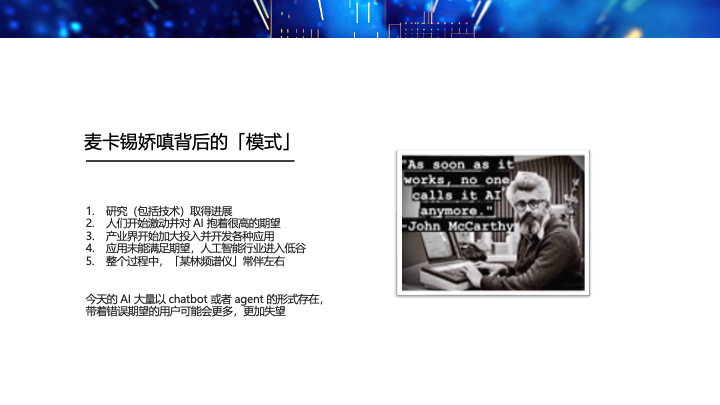 麦卡锡娇嗔背后的「模式」
1. 研究（包括技术）取得进展
2. 人们开始激动并对 AI 抱着很高的期望
3. 产业界开始加大投入并开发各种应用
4. 应用未能满足期望，人工智能行业进入低谷
5. 整个过程中，「某林频谱仪」常伴左右
今天的 AI 大量以 chatbot 或者 agent 的形式存在，
带着错误期望的用户可能会更多，更加失望
"As soon as it
works, no one
calls it AI
anymore."
-John McCarthy